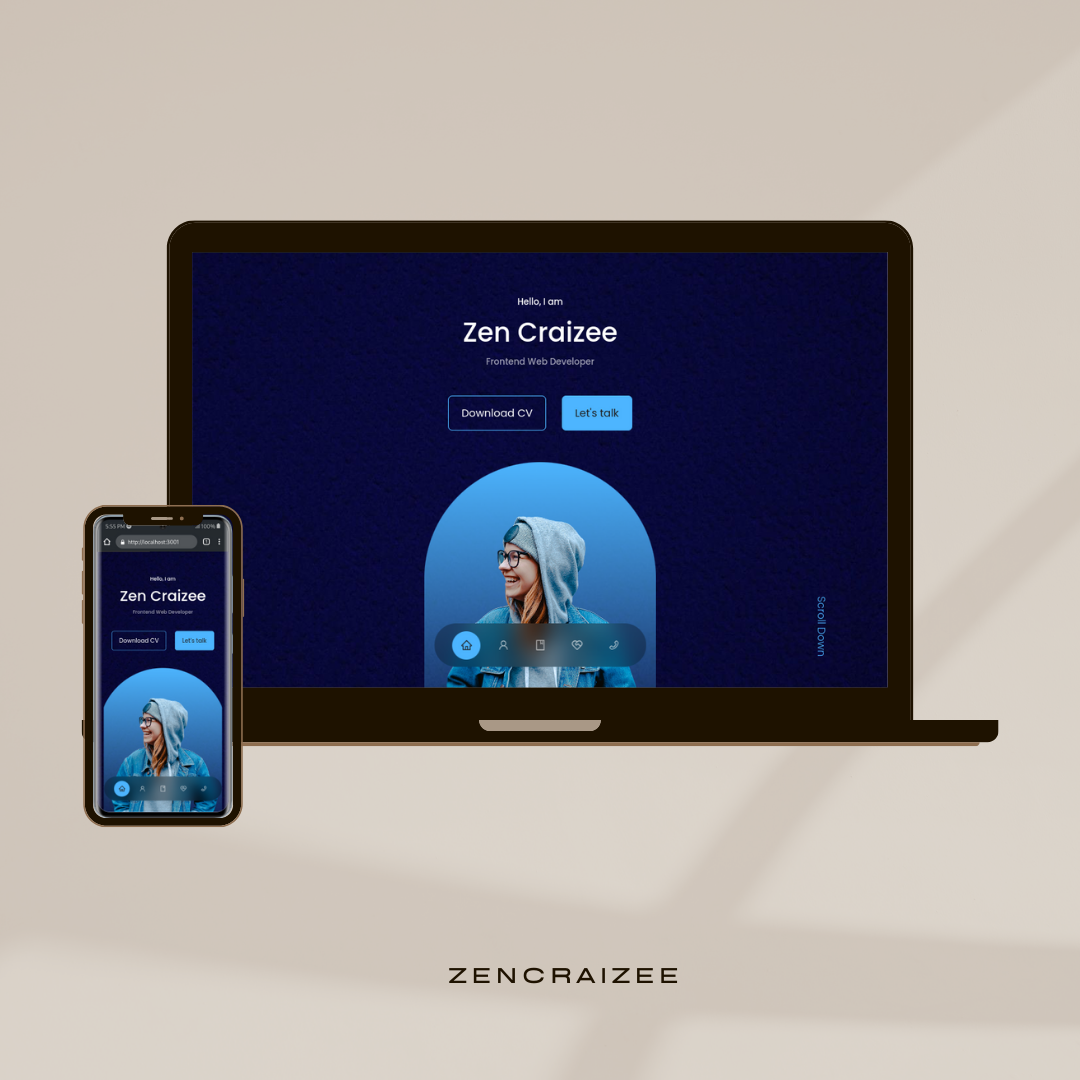 Hello, I am
Zen Craizee
Frontend Web Developer
Download CV
Let's talk
Scroll Down
5:55 PM
100%
http://localhost:3001
Hello, I am
Zen Craizee
Frontend Web Developer
Download CV
Let's talk
ZENCRAIZEE